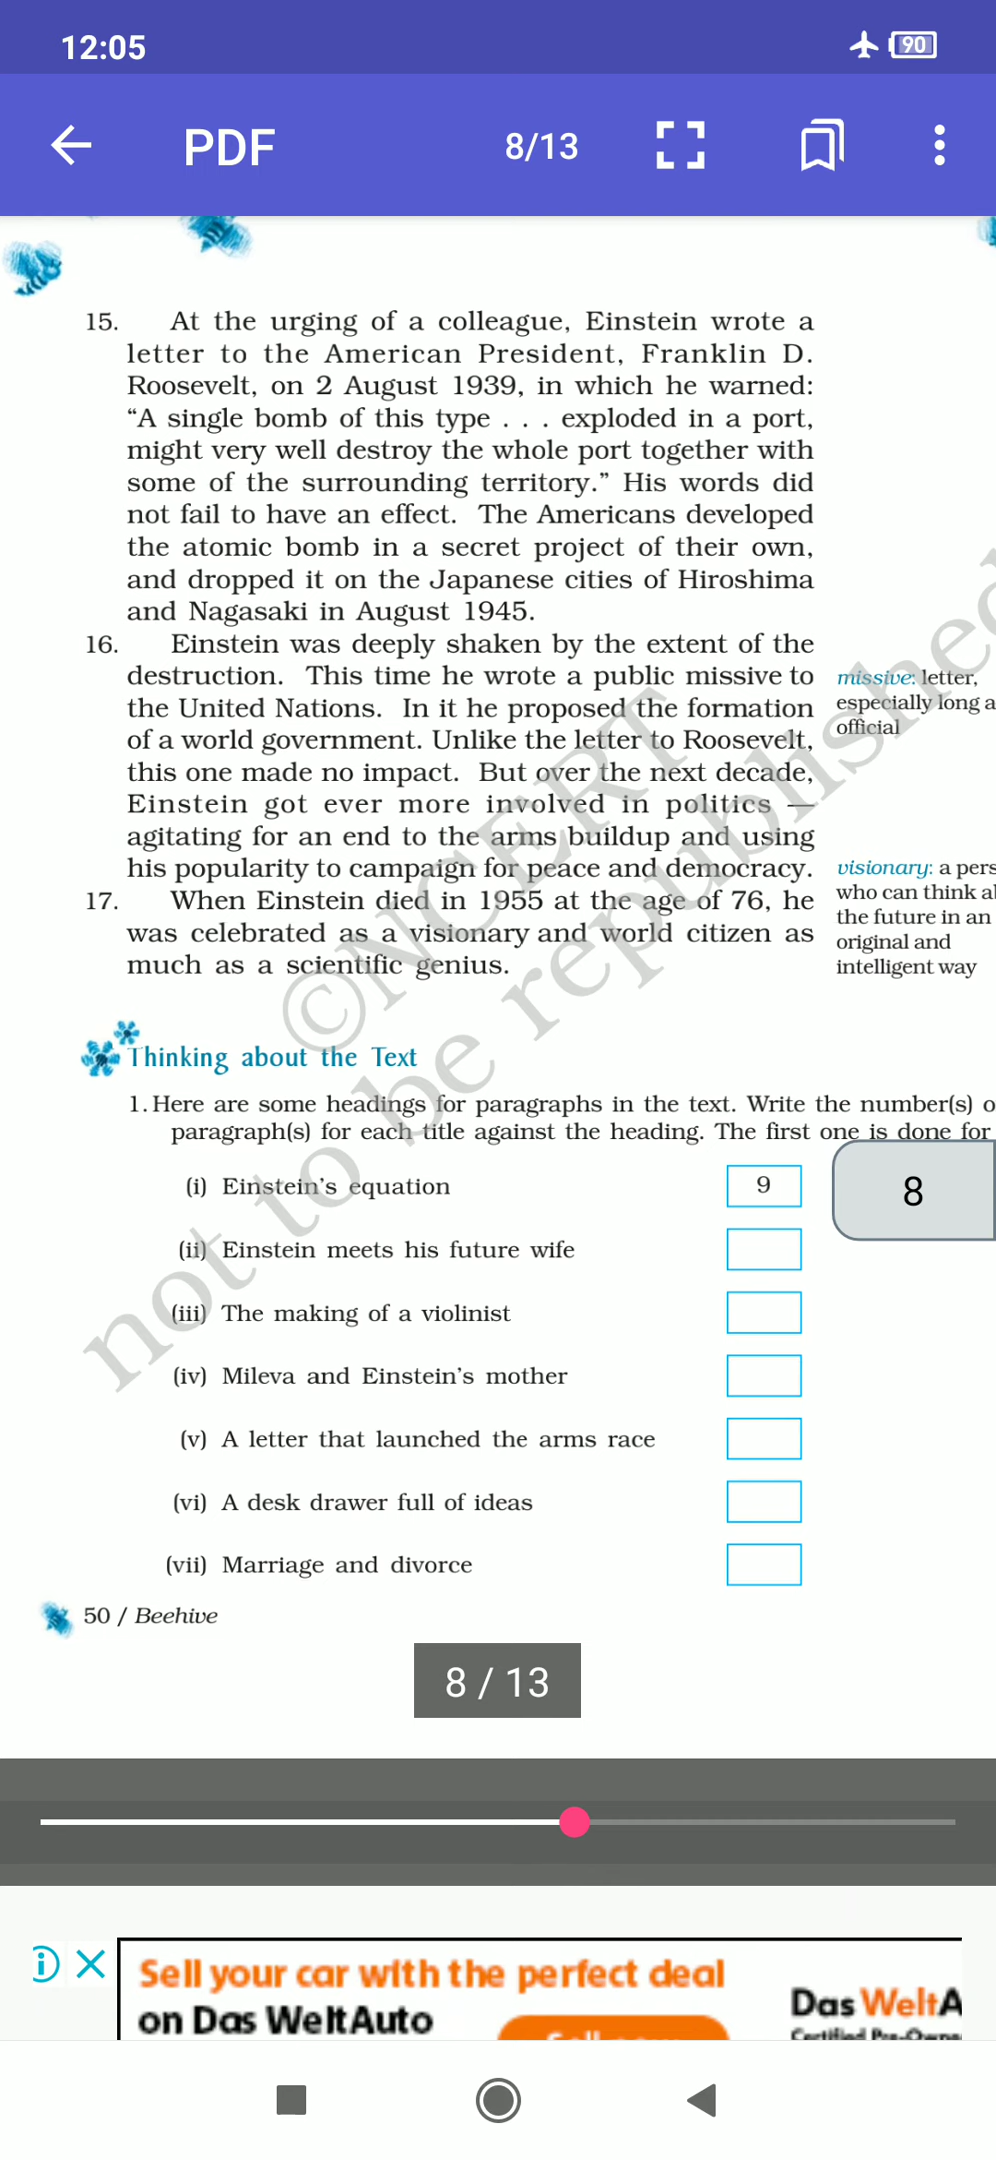 12:05
90
PDF
8/13
15. At the urging of a colleague, Einstein wrote a
letter to the American President, Franklin D.
Roosevelt, on 2 August 1939, in which he warned:
“A single bomb of this type . . . exploded in a port,
might very well destroy the whole port together with
some of the surrounding territory.” His words did
not fail to have an effect. The Americans developed
the atomic bomb in a secret project of their own,
and dropped it on the Japanese cities of Hiroshima
and Nagasaki in August 1945.
16. Einstein was deeply shaken by the extent of the
destruction. This time he wrote a public missive to
the United Nations. In it he proposed the formation
of a world government. Unlike the letter to Roosevelt,
this one made no impact. But over the next decade,
Einstein got ever more involved in politics —
agitating for an end to the arms buildup and using
his popularity to campaign for peace and democracy.
17. When Einstein died in 1955 at the age of 76, he
was celebrated as a visionary and world citizen as
much as a scientific genius.
missive: letter,
especially long a
official
visionary: a pers
who can think a
the future in an
original and
intelligent way
©NCERT
not to be republished
Thinking about the Text
1. Here are some headings for paragraphs in the text. Write the number(s) o
paragraph(s) for each title against the heading. The first one is done for
(i) Einstein's equation 9
8
(ii) Einstein meets his future wife
(iii) The making of a violinist
(iv) Mileva and Einstein's mother
(v) A letter that launched the arms race
(vi) A desk drawer full of ideas
(vii) Marriage and divorce
50 / Beehive
8 / 13
Sell your car with the perfect deal
on Das WeltAuto
Das WeltA